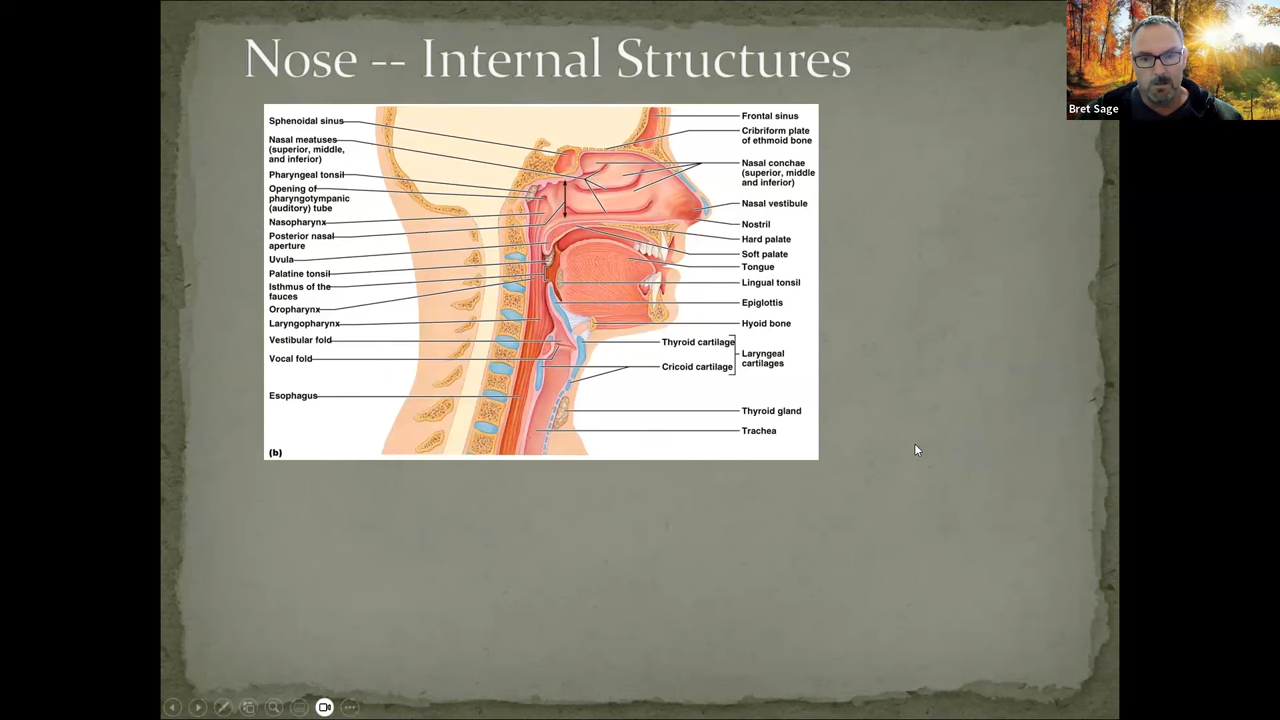 Nose -- Internal Structures
Bret Sage
Sphenoidal sinus
Nasal meatuses
(superior, middle,
and inferior)
Pharyngeal tonsil
Opening of
pharyngotympanic
(auditory) tube
Nasopharynx
Posterior nasal
aperture
Uvula
Palatine tonsil
Isthmus of the
fauces
Oropharynx
Laryngopharynx
Vestibular fold
Vocal fold
Esophagus
(b)
Frontal sinus
Cribriform plate
of ethmoid bone
Nasal conchae
(superior, middle
and inferior)
Nasal vestibule
Nostril
Hard palate
Soft palate
Tongue
Lingual tonsil
Epiglottis
Hyoid bone
Thyroid cartilage
Cricoid cartilage
Laryngeal
cartilages
Thyroid gland
Trachea